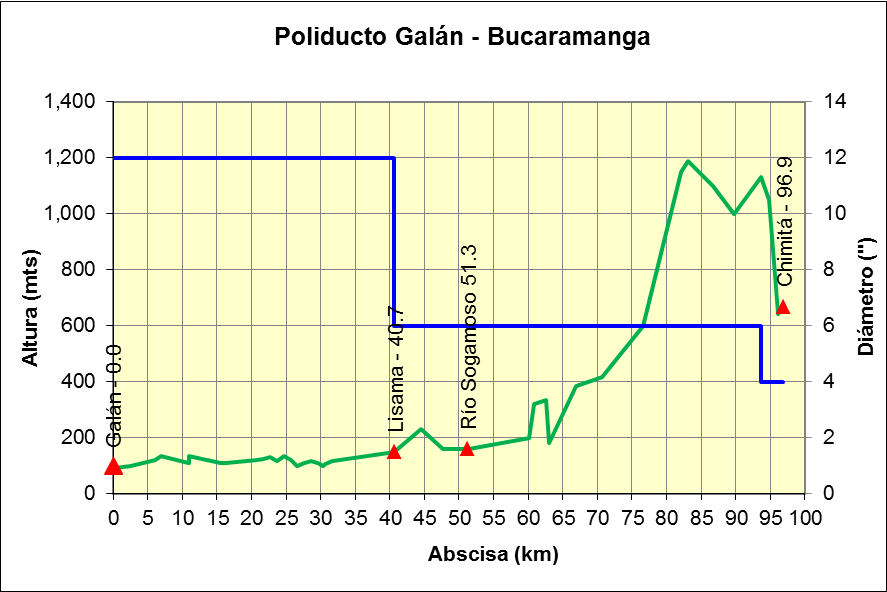 Poliducto Galán - Bucaramanga
1,400
1,200
1,000
800
600
400
200
0
Altura (mts)
14
12
10
8
6
4
2
0
Diámetro (")
Galán - 0.0
Lisama - 40.7
Río Sogamoso 51.3
Chimitá - 96.9
0 5 10 15 20 25 30 35 40 45 50 55 60 65 70 75 80 85 90 95 100
Abscisa (km)